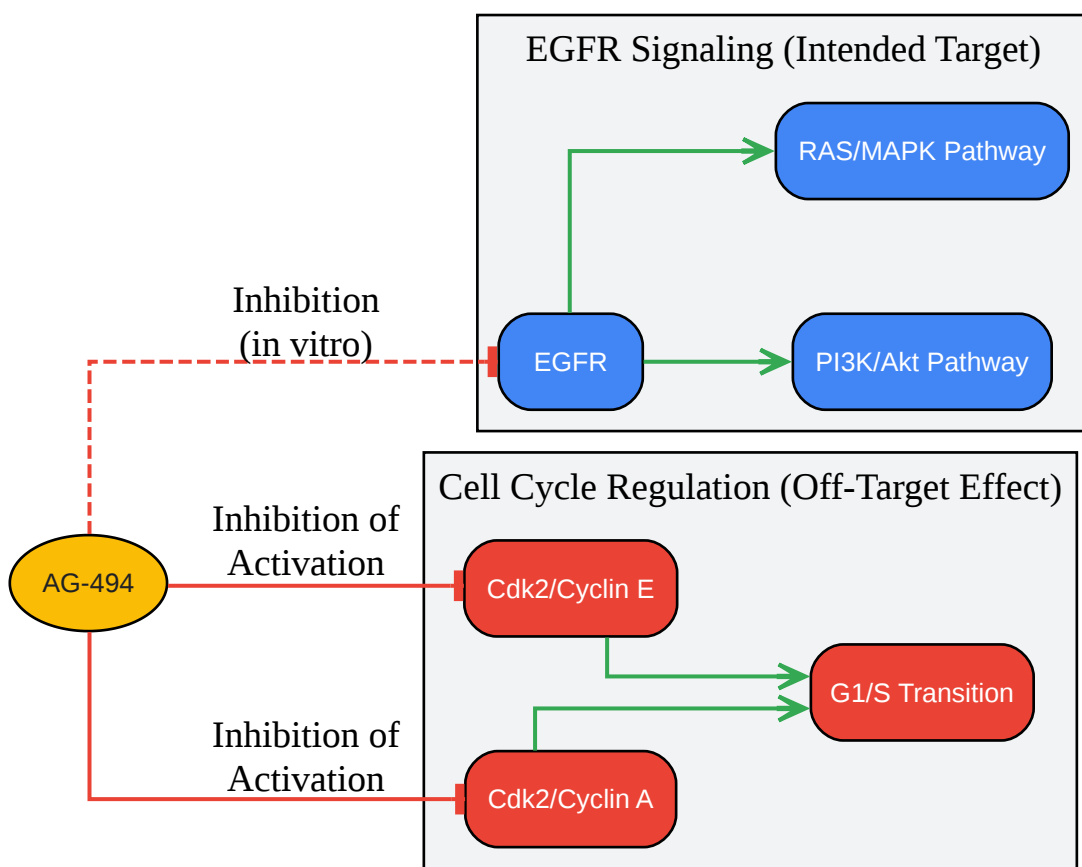 EGFR Signaling (Intended Target)
RAS/MAPK Pathway
Inhibition
(in vitro)
EGFR
PI3K/Akt Pathway
Cell Cycle Regulation (Off-Target Effect)
Inhibition of
Activation
AG-494
Cdk2/Cyclin E
G1/S Transition
Inhibition of
Activation
Cdk2/Cyclin A